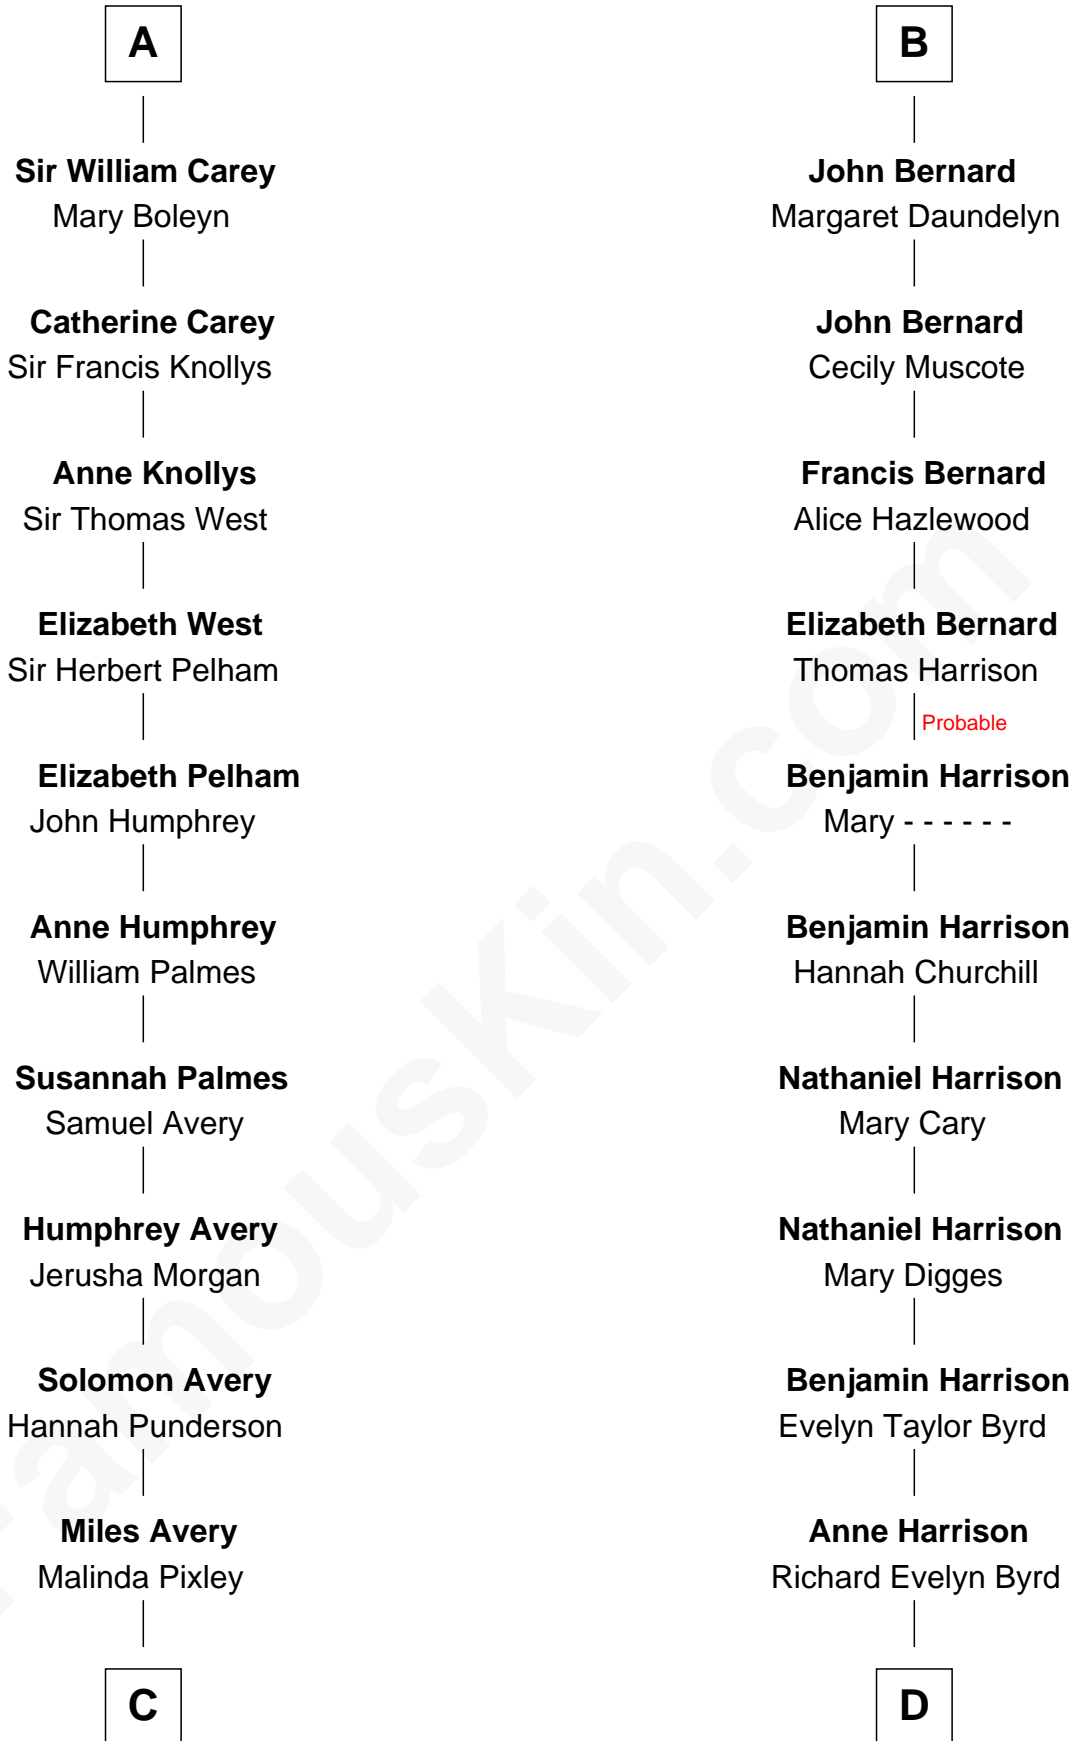 A
Sir William Carey
Mary Boleyn
Catherine Carey
Sir Francis Knollys
Anne Knollys
Sir Thomas West
Elizabeth West
Sir Herbert Pelham
Elizabeth Pelham
John Humphrey
Anne Humphrey
William Palmes
Susannah Palmes
Samuel Avery
Humphrey Avery
Jerusha Morgan
Solomon Avery
Hannah Punderson
Miles Avery
Malinda Pixley
C
B
John Bernard
Margaret Daundelyn
John Bernard
Cecily Muscote
Francis Bernard
Alice Hazlewood
Elizabeth Bernard
Thomas Harrison
Probable
Benjamin Harrison
Mary - - - - - -
Benjamin Harrison
Hannah Churchill
Nathaniel Harrison
Mary Cary
Nathaniel Harrison
Mary Digges
Benjamin Harrison
Evelyn Taylor Byrd
Anne Harrison
Richard Evelyn Byrd
D
FamousKin.com